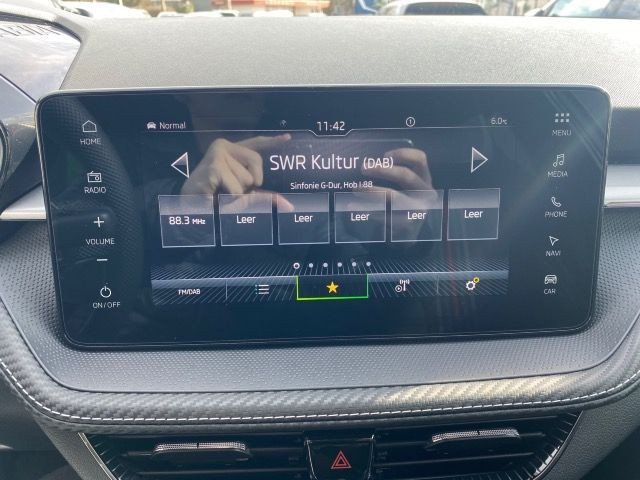 Normal
11:42
6.0°C
HOME
MENU
SWR Kultur (DAB)
Sinfonie G-Dur, Hob I:88
RADIO
MEDIA
88.3 MHz
Leer
Leer
Leer
Leer
Leer
VOLUME
PHONE
NAVI
FM/DAB
ON/OFF
CAR